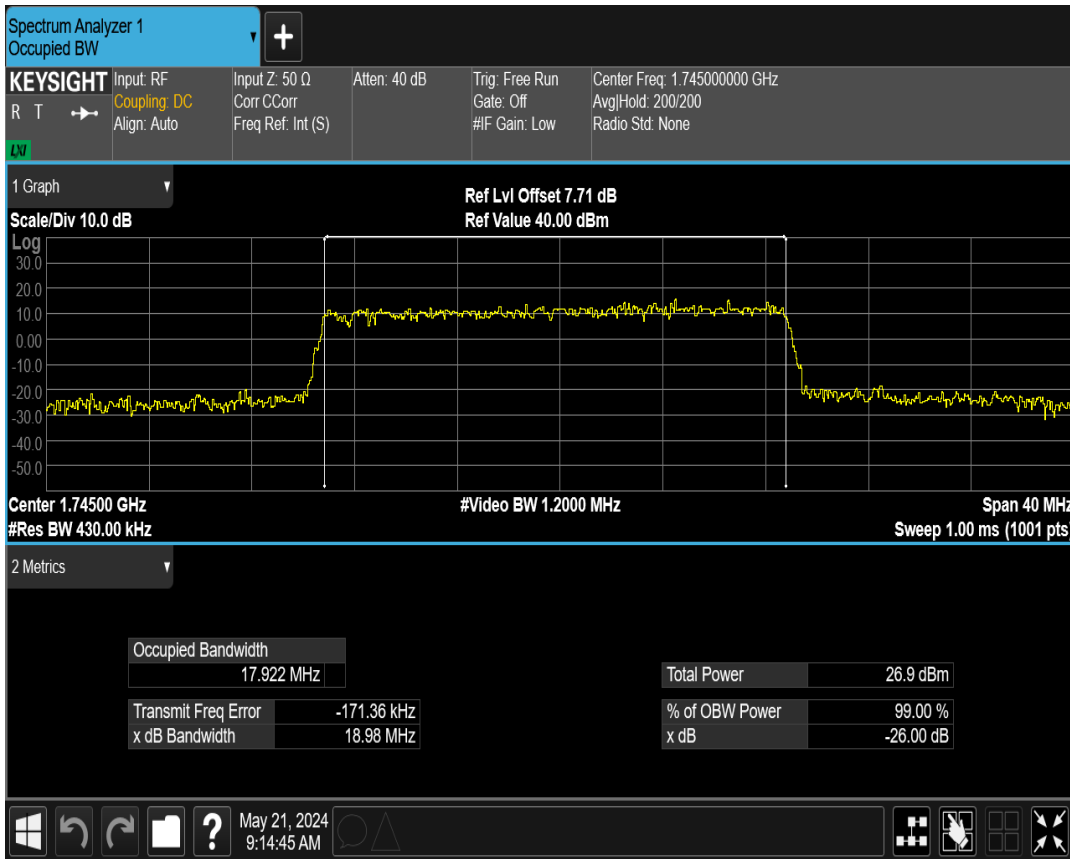 Spectrum Analyzer 1
Occupied BW
KEYSIGHT
R T
LXI
Input: RF
Coupling: DC
Align: Auto
Input Z: 50 Ω
Corr CCorr
Freq Ref: Int (S)
Atten: 40 dB
Trig: Free Run
Gate: Off
#IF Gain: Low
Center Freq: 1.745000000 GHz
Avg|Hold: 200/200
Radio Std: None
1 Graph
Scale/Div 10.0 dB
Ref Lvl Offset 7.71 dB
Ref Value 40.00 dBm
Log
30.0
20.0
10.0
0.00
-10.0
-20.0
-30.0
-40.0
-50.0
Center 1.74500 GHz
#Res BW 430.00 kHz
#Video BW 1.2000 MHz
Span 40 MHz
Sweep 1.00 ms (1001 pts)
2 Metrics
Occupied Bandwidth
17.922 MHz
Transmit Freq Error -171.36 kHz
x dB Bandwidth 18.98 MHz
Total Power 26.9 dBm
% of OBW Power 99.00 %
x dB -26.00 dB
?
May 21, 2024
9:14:45 AM